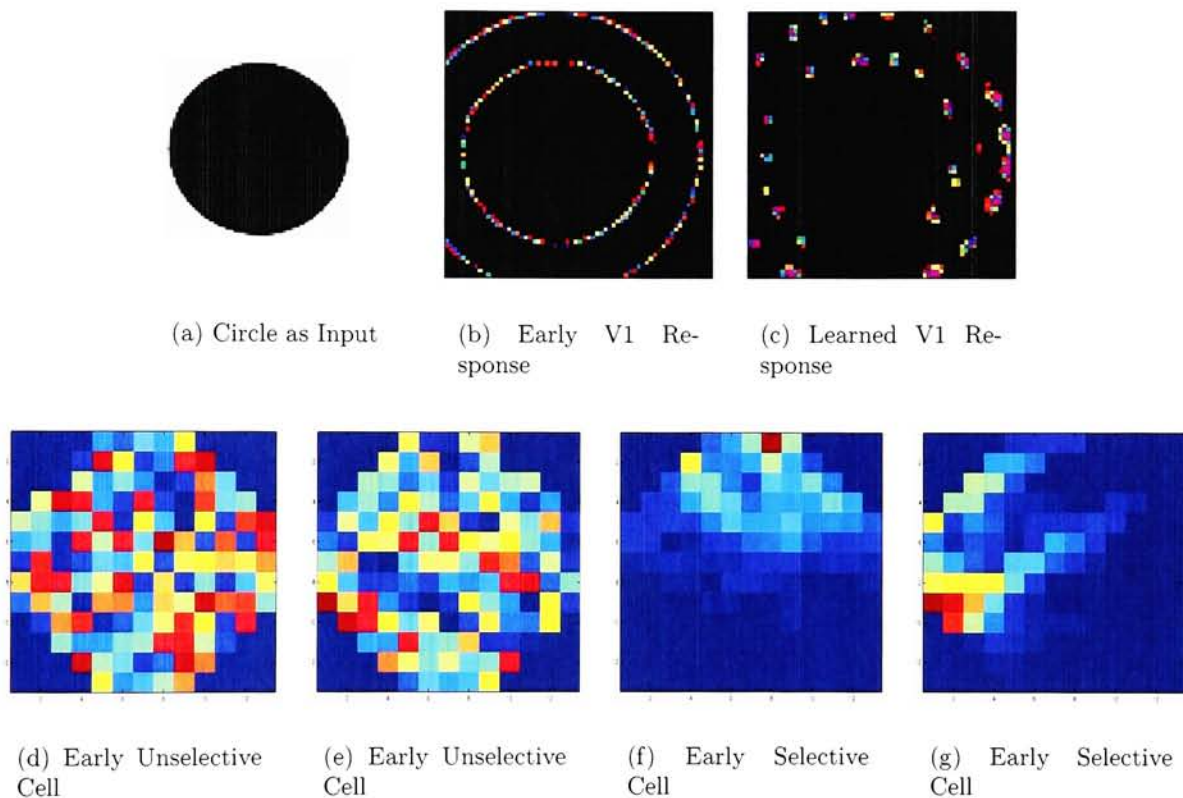 (a) Circle as Input
(b) Early V1 Re-
sponse
(c) Learned V1 Re-
sponse
(d) Early Unselective
Cell
(e) Early Unselective
Cell
(f) Early Selective
Cell
(g) Early Selective
Cell